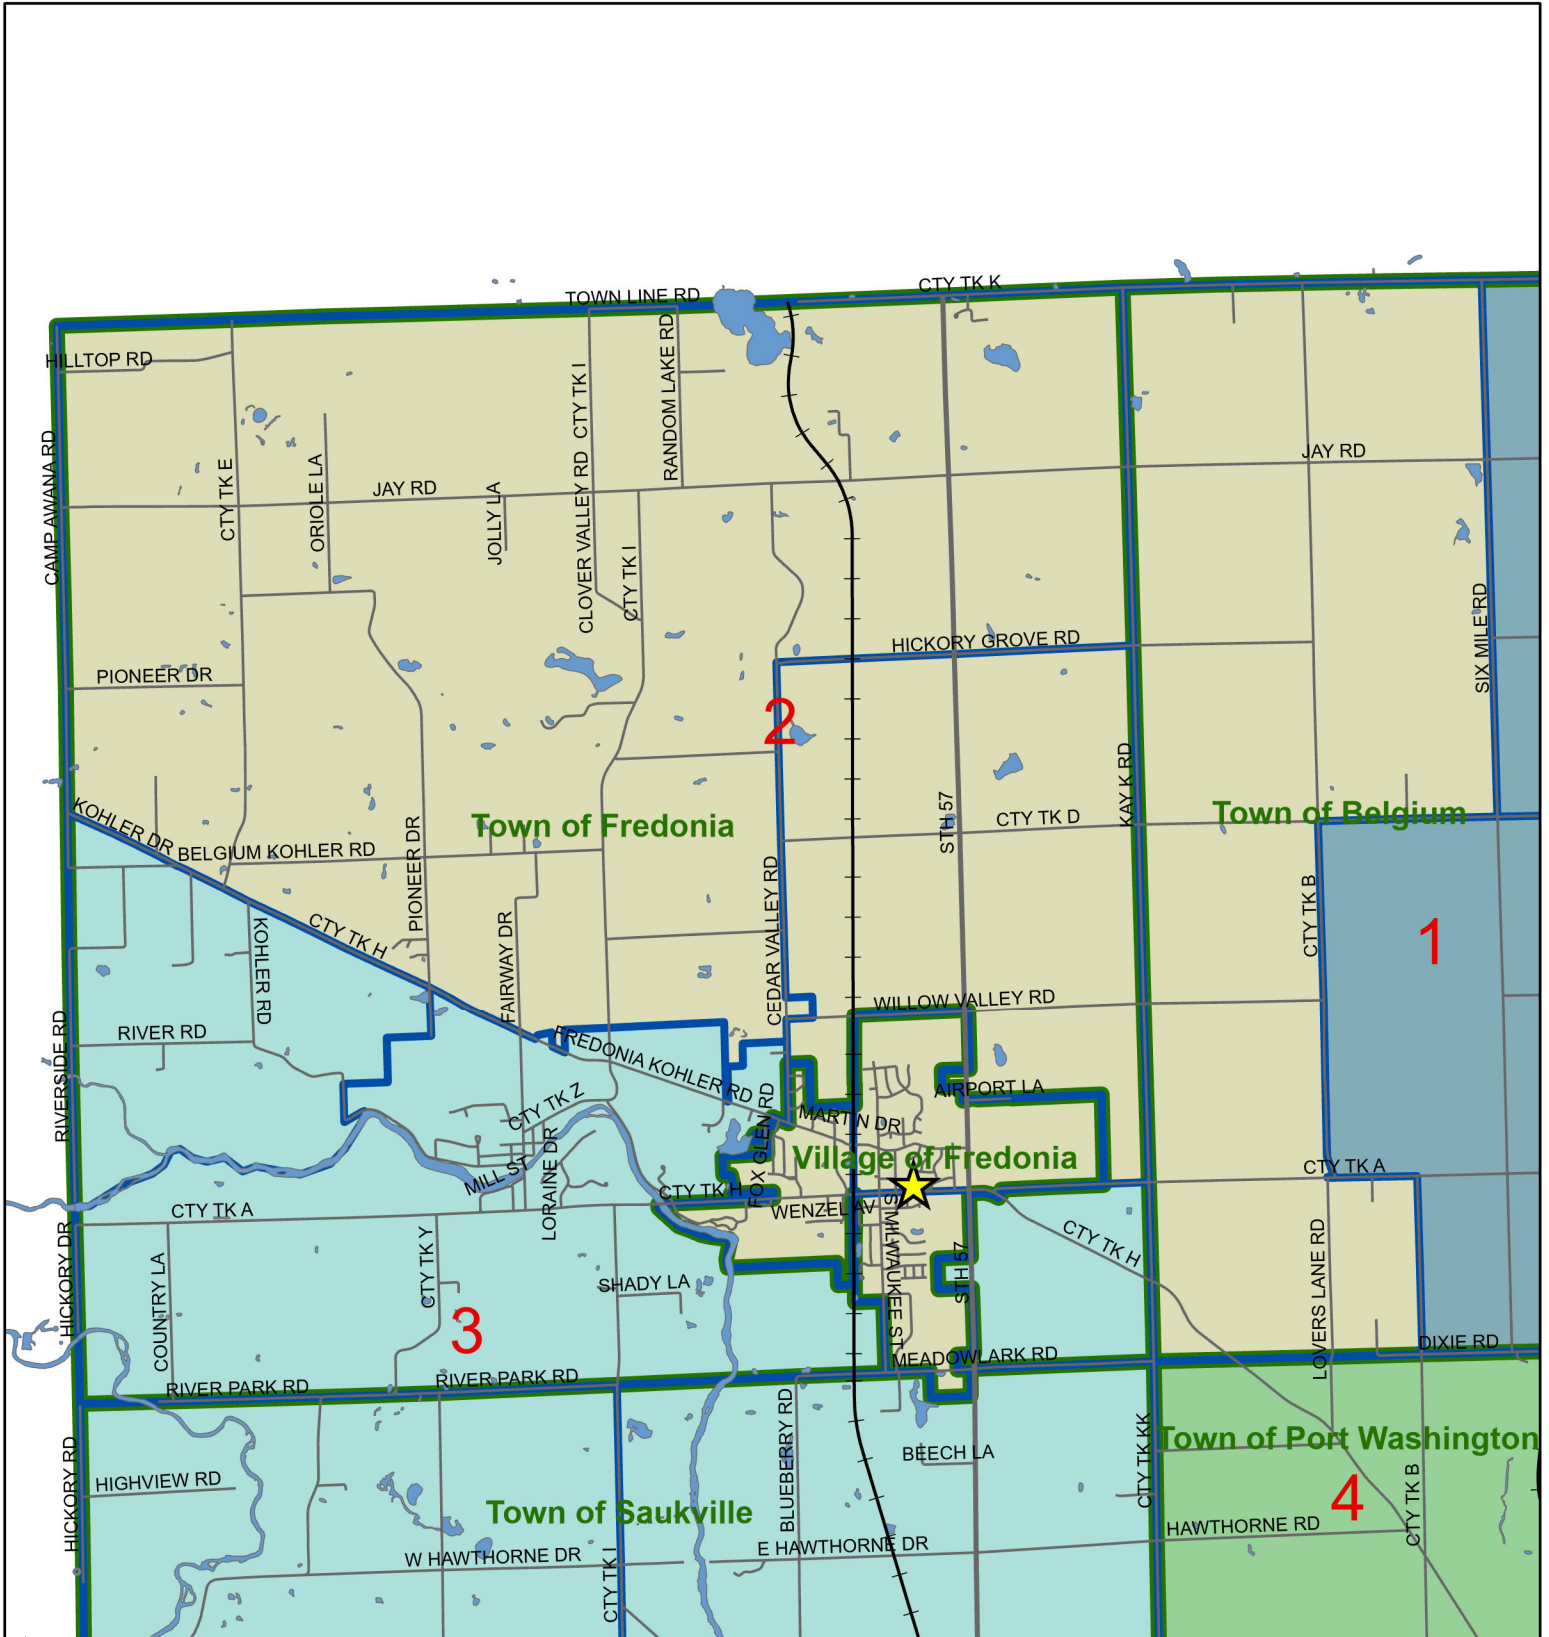 CTY TK K
TOWN LINE RD
HILLTOP RD
RANDOM LAKE RD
CTY TK I
CLOVER VALLEY RD
CAMP AWANA RD
CTY TK E
ORIOLE LA
JAY RD
JOLLY LA
JAY RD
CTY TK I
HICKORY GROVE RD
SIX MILE RD
PIONEER DR
2
KAY K RD
STH 57
CTY TK D
Town of Fredonia
Town of Belgium
KOHLER DR
BELGIUM KOHLER RD
PIONEER DR
CEDAR VALLEY RD
CTY TK B
1
CTY TK H
KOHLER RD
FAIRWAY DR
WILLOW VALLEY RD
RIVER RD
RIVERSIDE RD
FREDONIA KOHLER RD
AIRPORT LA
CTY TK Z
MARTIN DR
LORAINE DR
FOX GLEN RD
Village of Fredonia
MILL ST
CTY TK H
CTY TK A
CTY TK A
WENZEL AV
S MILWAUKEE ST
HICKORY DR
COUNTRY LA
CTY TK Y
CTY TK H
STH 57
SHADY LA
LOVERS LANE RD
3
DIXIE RD
MEADOWLARK RD
RIVER PARK RD
RIVER PARK RD
BLUEBERRY RD
CTY TK KK
Town of Port Washington
BEECH LA
HICKORY RD
HIGHVIEW RD
CTY TK B
4
Town of Saukville
HAWTHORNE RD
E HAWTHORNE DR
W HAWTHORNE DR
CTY TK I